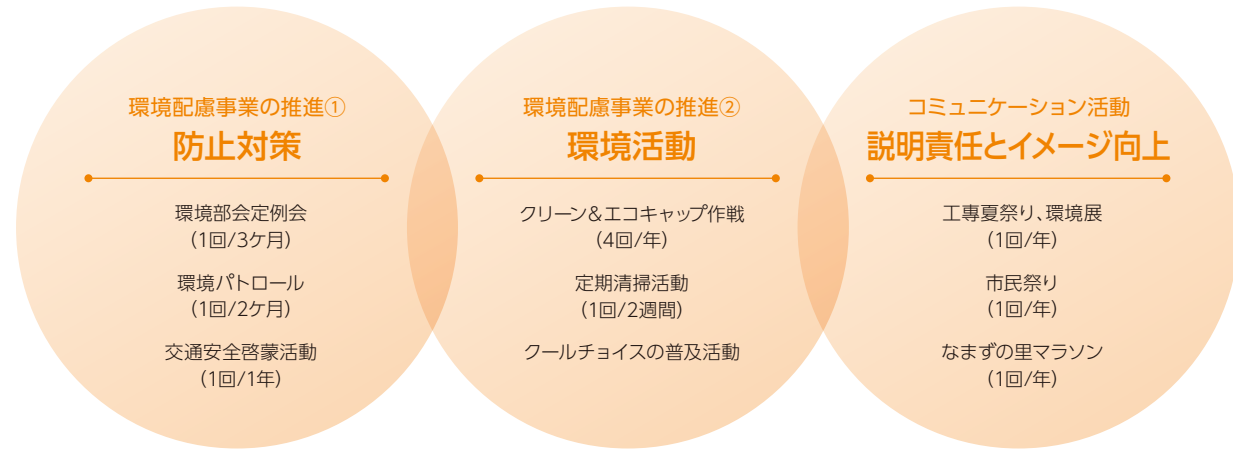 環境配慮事業の推進①
防止対策
環境部会定例会
(1回/3ケ月)
環境パトロール
(1回/2ケ月)
交通安全啓蒙活動
(1回/1年)
環境配慮事業の推進②
環境活動
クリーン&エコキャップ作戦
(4回/年)
定期清掃活動
(1回/2週間)
クールチョイスの普及活動
コミュニケーション活動
説明責任とイメージ向上
工専夏祭り、環境展
(1回/年)
市民祭り
(1回/年)
なまずの里マラソン
(1回/年)